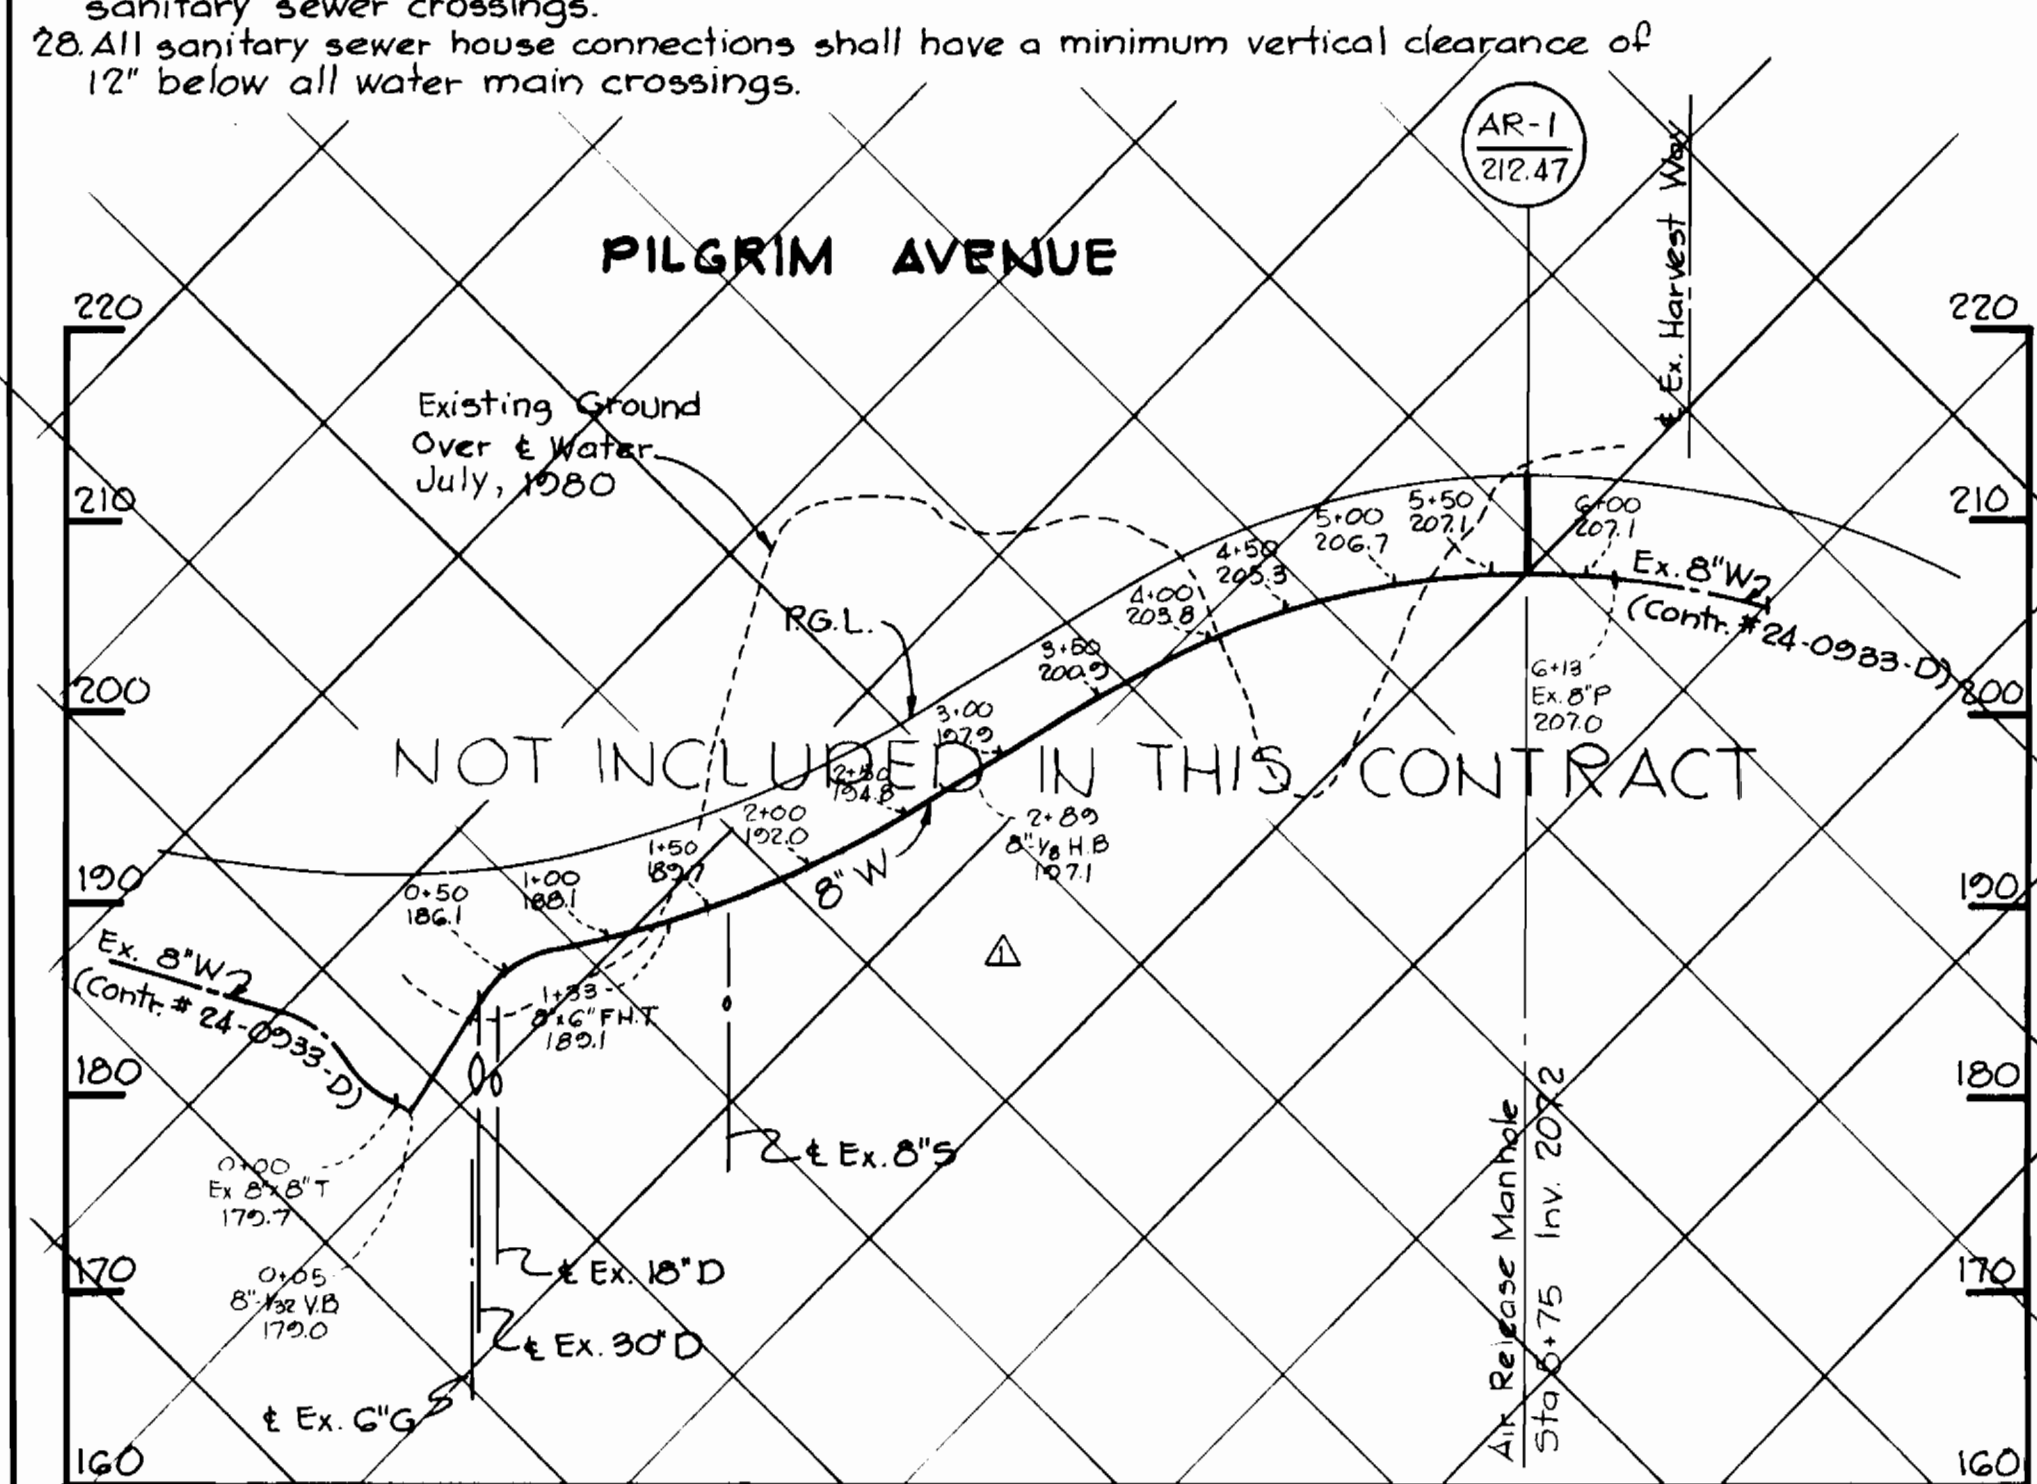 sanitary sewer crossings.
28. All sanitary sewer house connections shall have a minimum vertical clearance of
12" below all water main crossings.
AR-1
212.47
℄ Ex. Harvest Way
PILGRIM AVENUE
220
220
Existing Ground
Over ℄ Water
July, 1980
210
210
5+50
207.1
6+00
207.1
5+00
206.7
4+50
205.3
Ex. 8"W
(Contr. # 24-0933-D)
4+00
203.8
P.G.L.
3+50
200.9
6+13
Ex. 8"P
207.0
200
200
3+00
197.9
NOT INCLUDED IN THIS CONTRACT
2+50
194.8
2+00
192.0
2+89
8"-1/8 H.B
197.1
1+50
189.7
8"W
190
190
1+00
188.1
0+50
186.1
1
Ex. 8"W
(Contr. # 24-0933-D)
1+33
8"x6" F.H.T
189.1
180
180
℄ Ex. 8"S
0+00
Ex 8"x8"T
179.7
170
170
0+05
8"-1/32 V.B
179.0
℄ Ex. 18"D
℄ Ex. 30"D
℄ Ex. 6"G
Air Release Manhole
Sta 5+75 Inv. 207.2
160
160